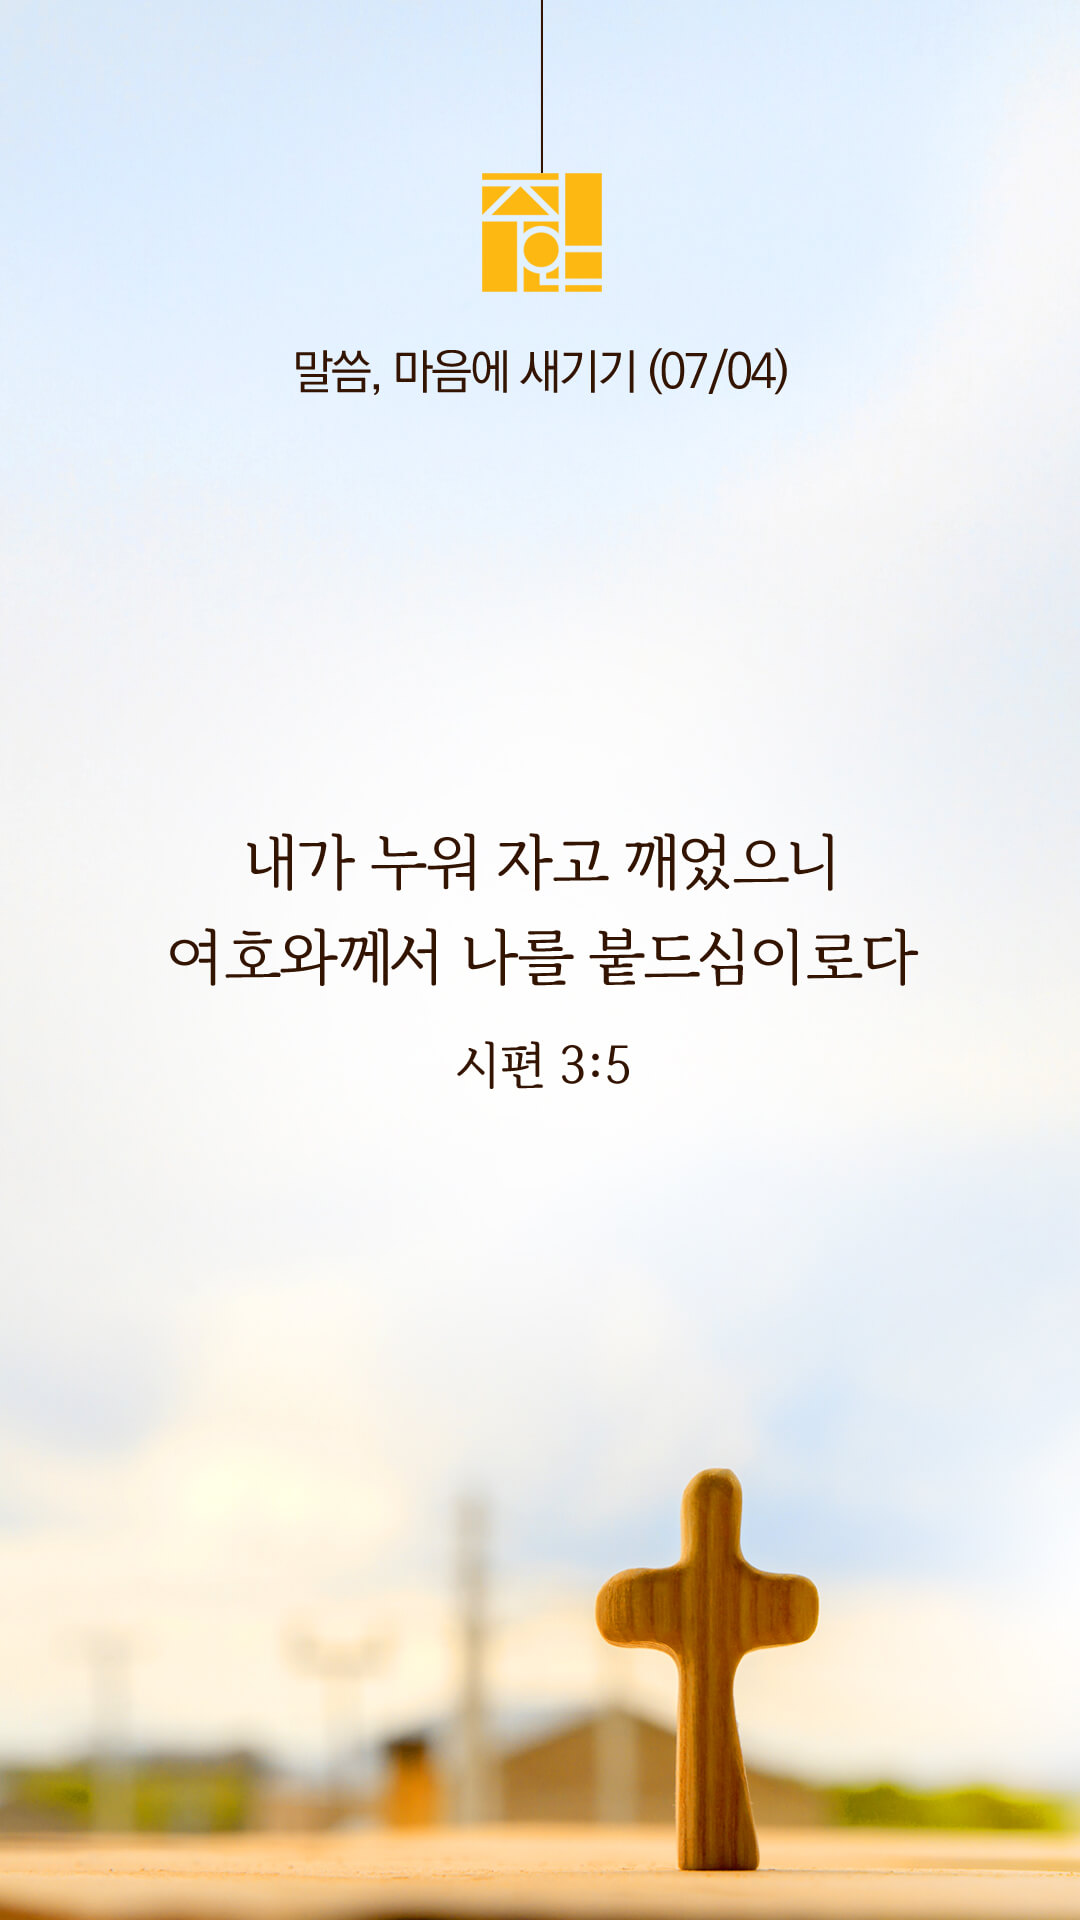 말씀, 마음에 새기기 (07/04)
내가 누워 자고 깨었으니
여호와께서 나를 붙드심이로다
시편 3:5